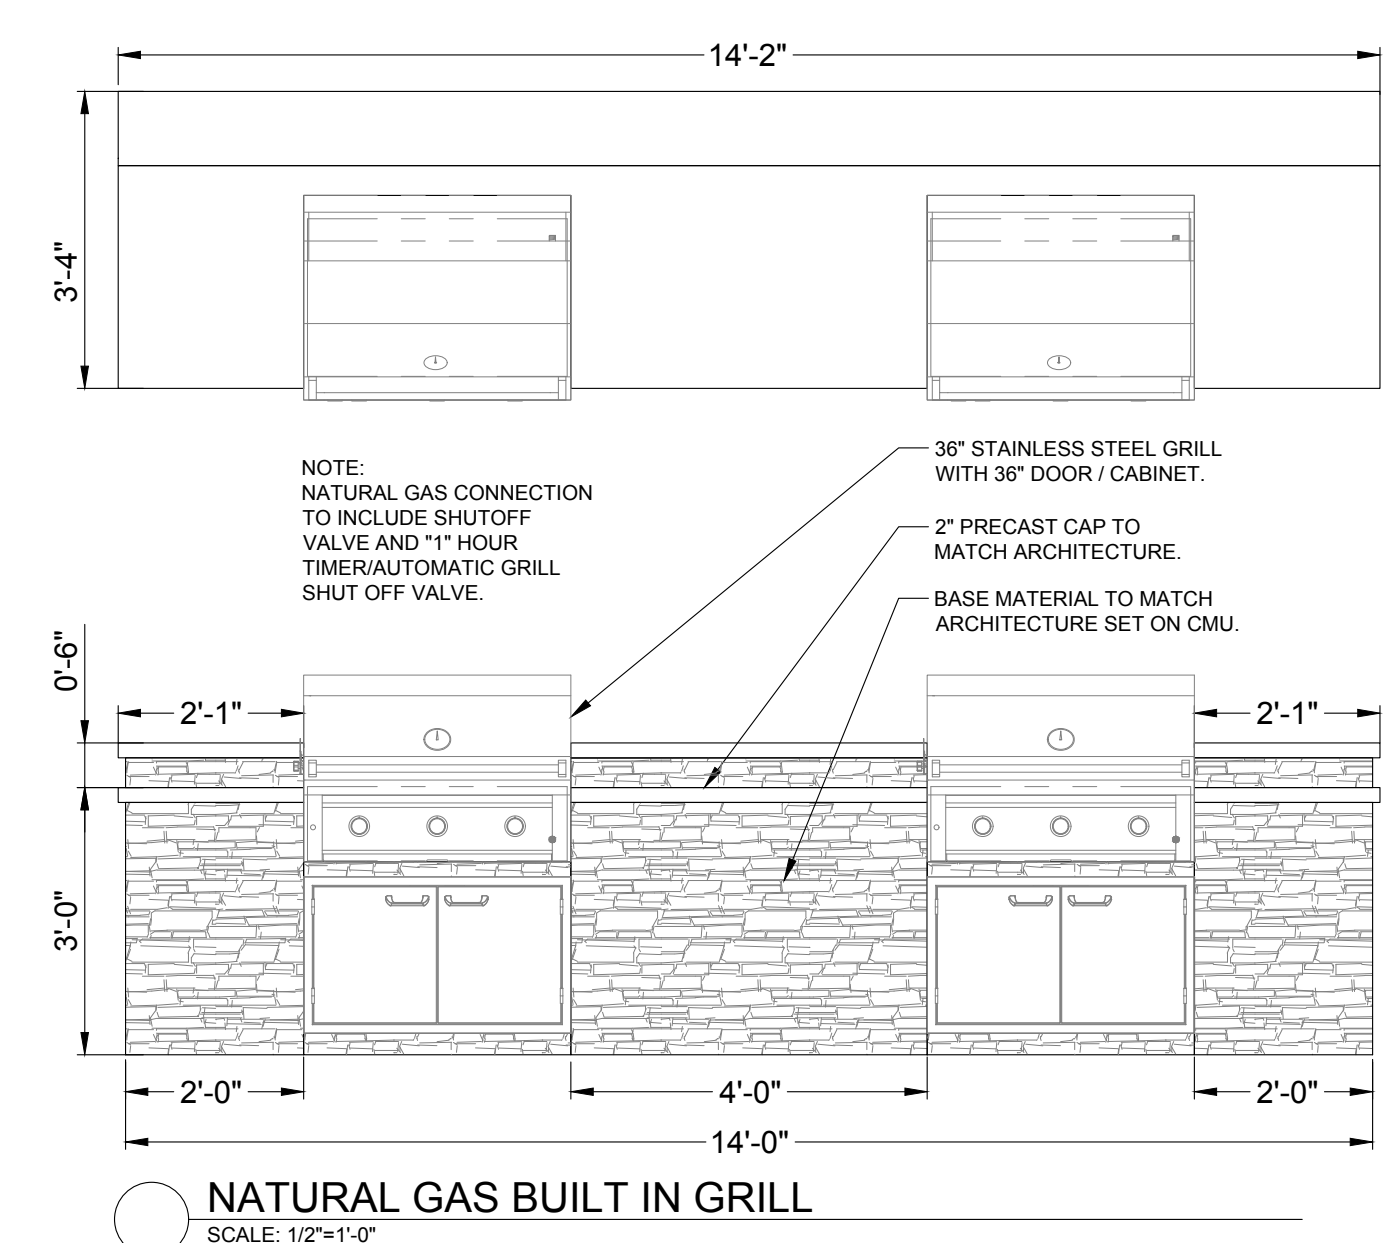 14'-2"
3'-4"
36" STAINLESS STEEL GRILL
WITH 36" DOOR / CABINET.
NOTE:
NATURAL GAS CONNECTION
TO INCLUDE SHUTOFF
VALVE AND "1" HOUR
TIMER/AUTOMATIC GRILL
SHUT OFF VALVE.
2" PRECAST CAP TO
MATCH ARCHITECTURE.
BASE MATERIAL TO MATCH
ARCHITECTURE SET ON CMU.
0'-6"
2'-1"
2'-1"
3'-0"
2'-0"
4'-0"
2'-0"
14'-0"
NATURAL GAS BUILT IN GRILL
SCALE: 1/2"=1'-0"